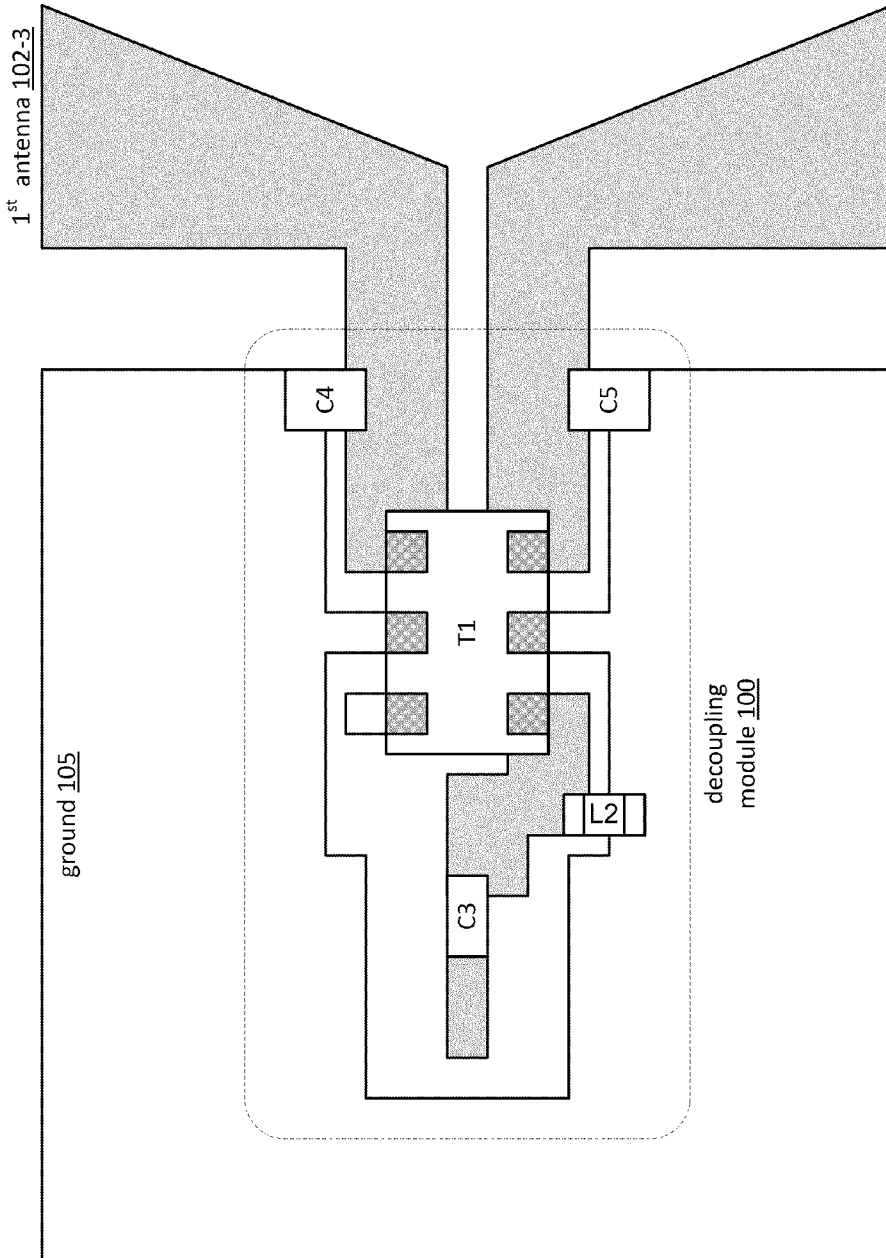 1st antenna 102-3
ground 105
C4
C5
T1
L2
C3
decoupling
module 100